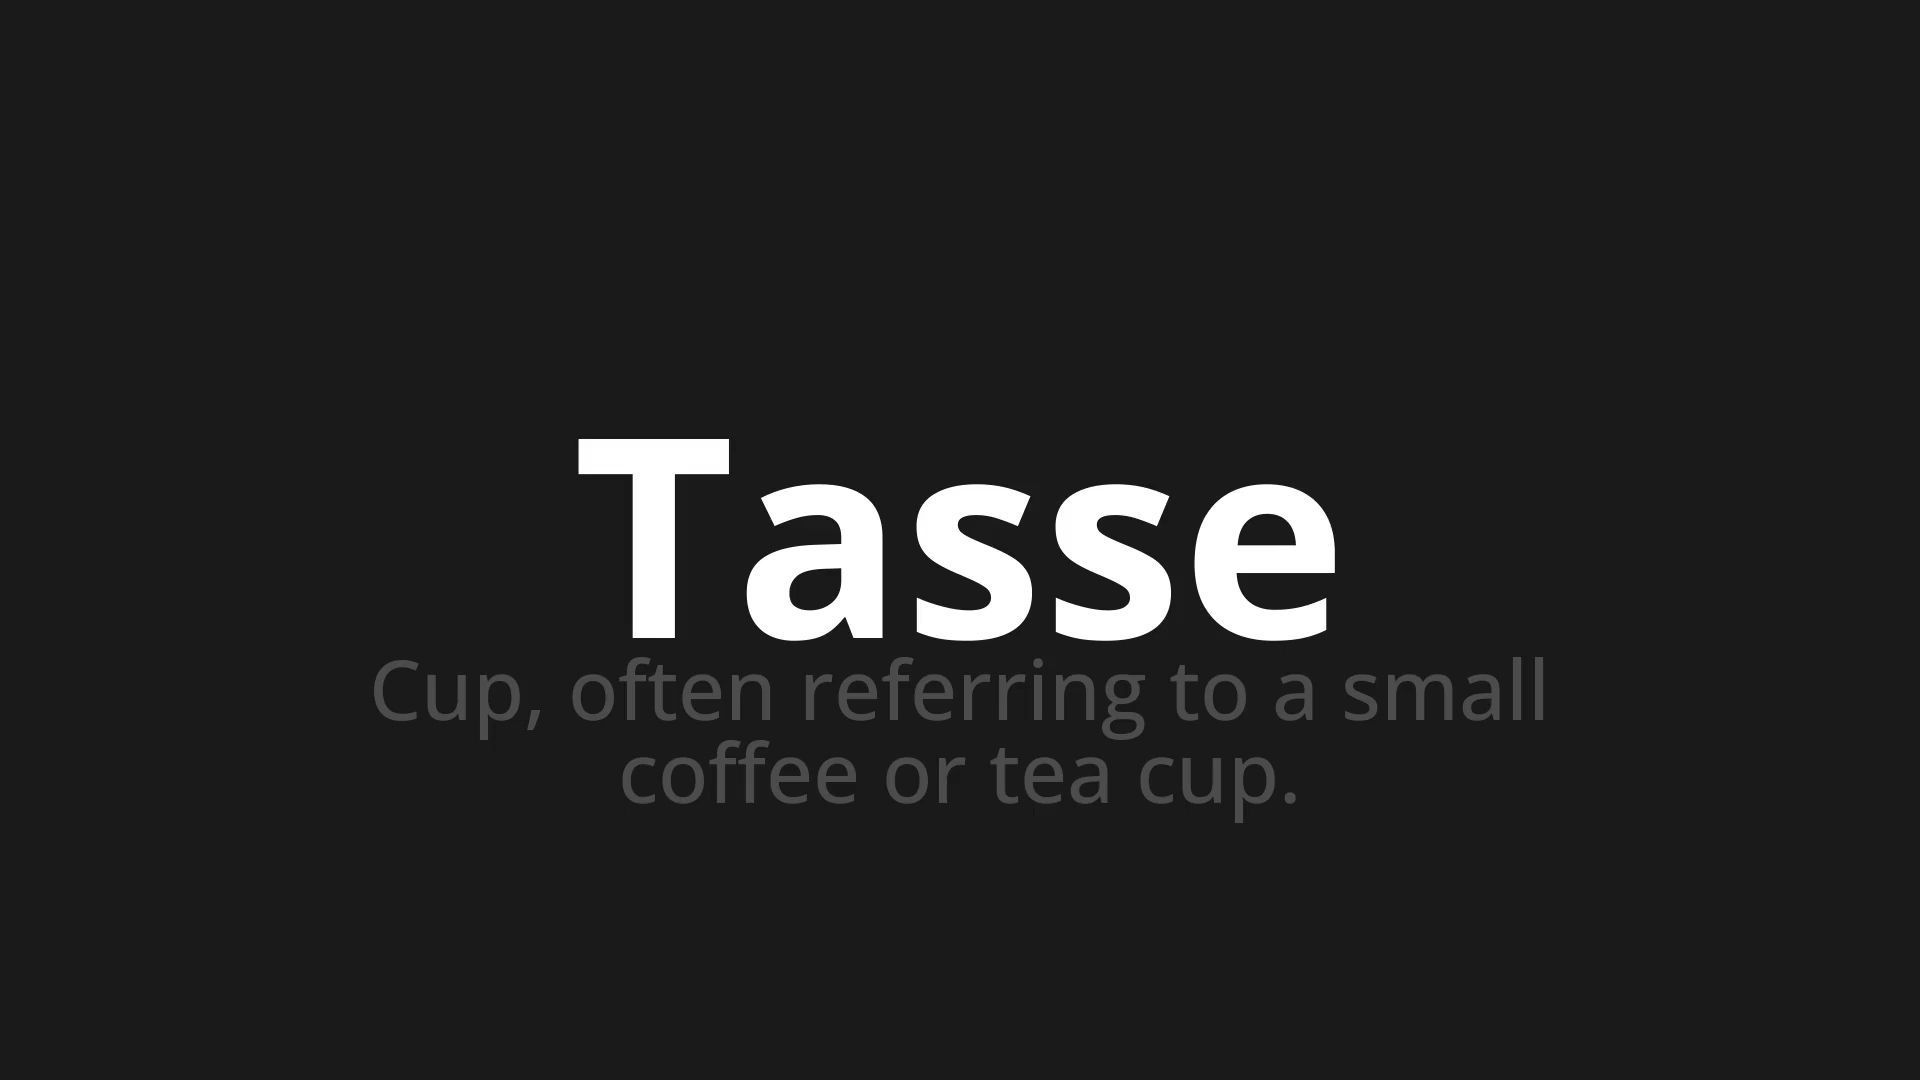 Tasse
Cup, often referring to a small
coffee or tea cup.